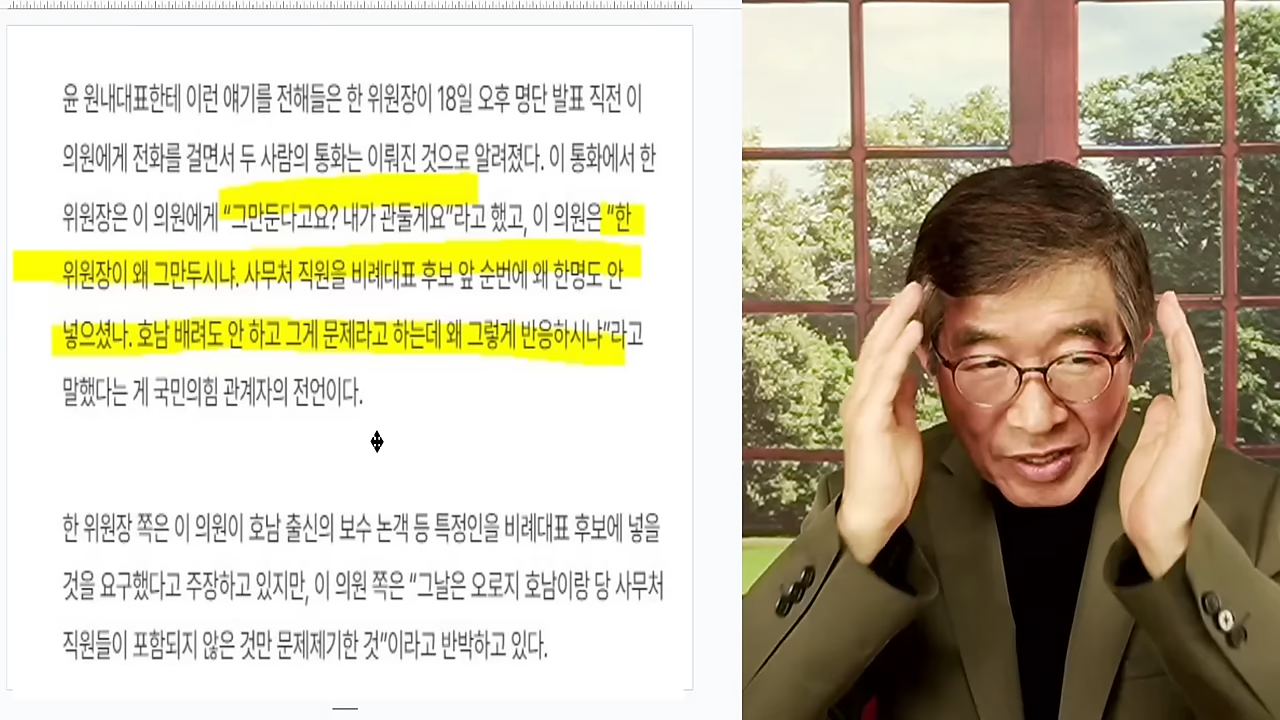 윤 원내대표한테 이런 얘기를 전해들은 한 위원장이 18일 오후 명단 발표 직전 이
의원에게 전화를 걸면서 두 사람의 통화는 이뤄진 것으로 알려졌다. 이 통화에서 한
위원장은 이 의원에게 “그만둔다고요? 내가 관둘게요”라고 했고, 이 의원은 “한
위원장이 왜 그만두시냐. 사무처 직원을 비례대표 후보 앞 순번에 왜 한명도 안
넣으셨나. 호남 배려도 안 하고 그게 문제라고 하는데 왜 그렇게 반응하시냐”라고
말했다는 게 국민의힘 관계자의 전언이다.
한 위원장 쪽은 이 의원이 호남 출신의 보수 논객 등 특정인을 비례대표 후보에 넣을
것을 요구했다고 주장하고 있지만, 이 의원 쪽은 “그날은 오로지 호남이랑 당 사무처
직원들이 포함되지 않은 것만 문제제기한 것”이라고 반박하고 있다.